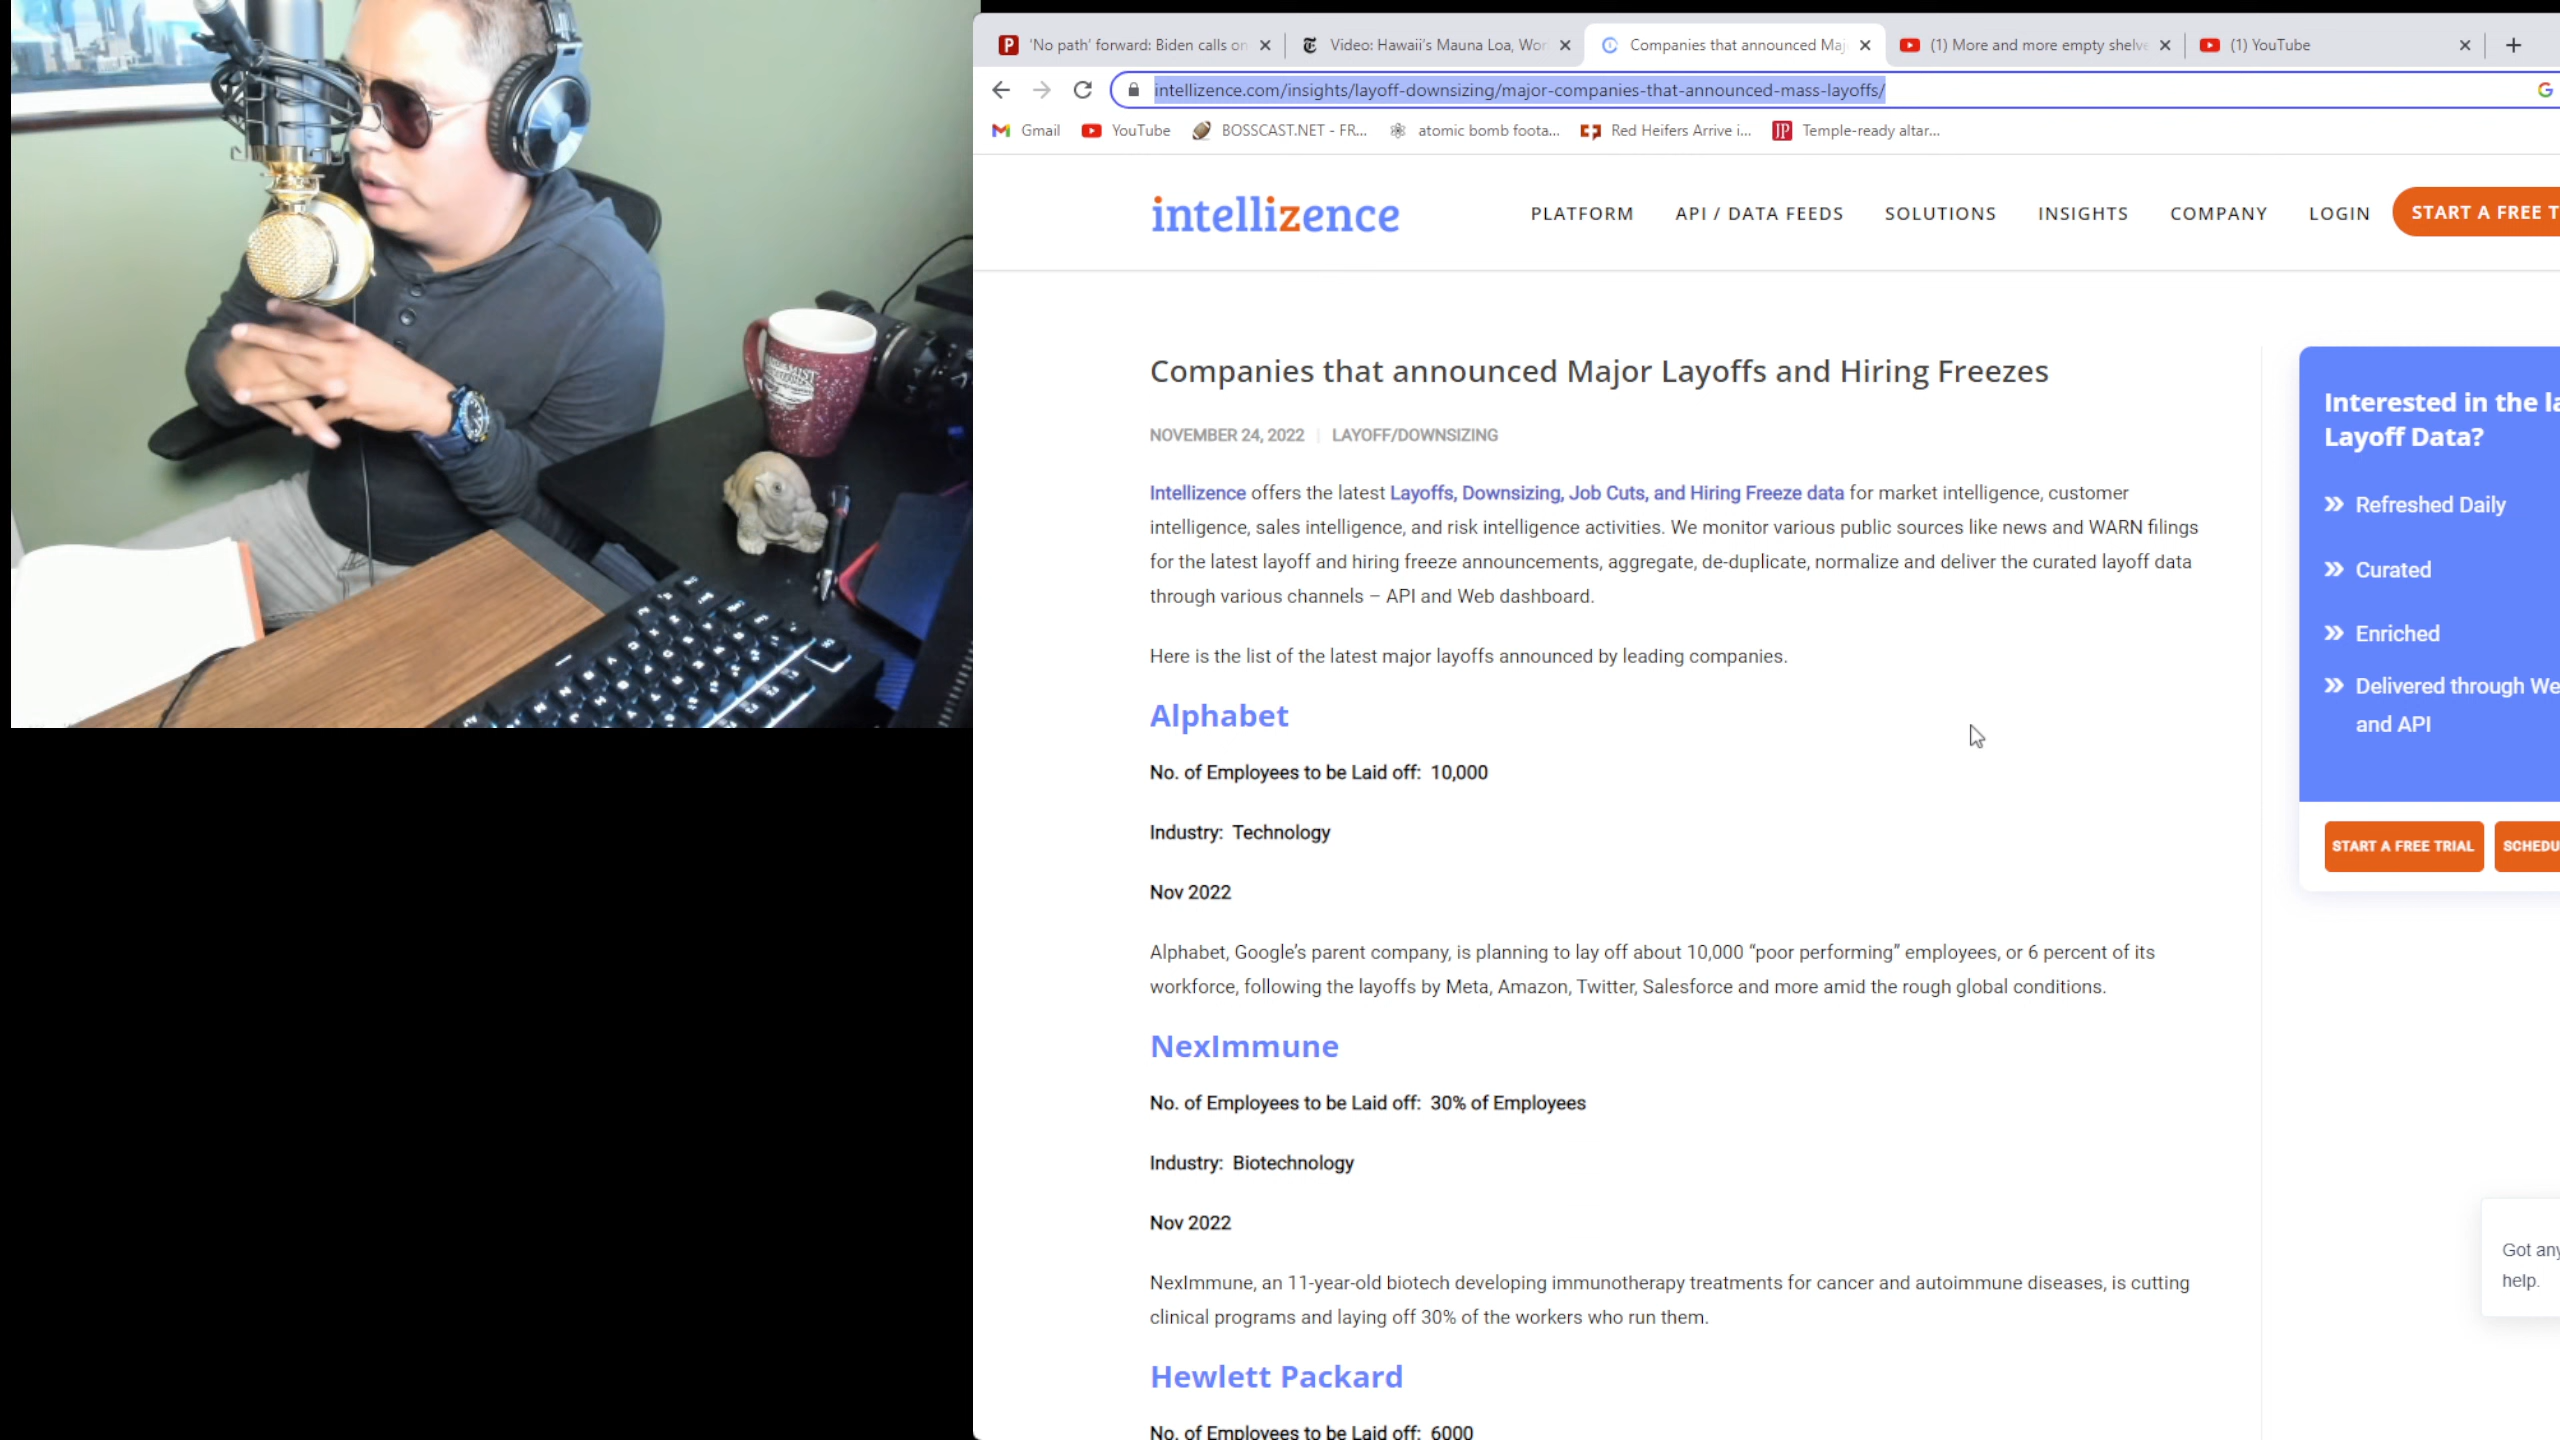 'No path' forward: Biden calls on
Video: Hawaii's Mauna Loa, Wor
Companies that announced Maj
(1) More and more empty shelve
(1) YouTube
intellizence.com/insights/layoff-downsizing/major-companies-that-announced-mass-layoffs/
Gmail
YouTube
BOSSCAST.NET - FR...
atomic bomb foota...
Red Heifers Arrive i...
Temple-ready altar...
intellizence
PLATFORM
API / DATA FEEDS
SOLUTIONS
INSIGHTS
COMPANY
LOGIN
START A FREE T
Companies that announced Major Layoffs and Hiring Freezes
NOVEMBER 24, 2022 | LAYOFF/DOWNSIZING
Intellizence offers the latest Layoffs, Downsizing, Job Cuts, and Hiring Freeze data for market intelligence, customer
intelligence, sales intelligence, and risk intelligence activities. We monitor various public sources like news and WARN filings
for the latest layoff and hiring freeze announcements, aggregate, de-duplicate, normalize and deliver the curated layoff data
through various channels – API and Web dashboard.
Here is the list of the latest major layoffs announced by leading companies.
Alphabet
No. of Employees to be Laid off: 10,000
Industry: Technology
Nov 2022
Alphabet, Google's parent company, is planning to lay off about 10,000 “poor performing” employees, or 6 percent of its
workforce, following the layoffs by Meta, Amazon, Twitter, Salesforce and more amid the rough global conditions.
NexImmune
No. of Employees to be Laid off: 30% of Employees
Industry: Biotechnology
Nov 2022
NexImmune, an 11-year-old biotech developing immunotherapy treatments for cancer and autoimmune diseases, is cutting
clinical programs and laying off 30% of the workers who run them.
Hewlett Packard
No. of Employees to be Laid off: 6000
Interested in the la
Layoff Data?
Refreshed Daily
Curated
Enriched
Delivered through We
and API
START A FREE TRIAL
SCHEDU
Got any
help.